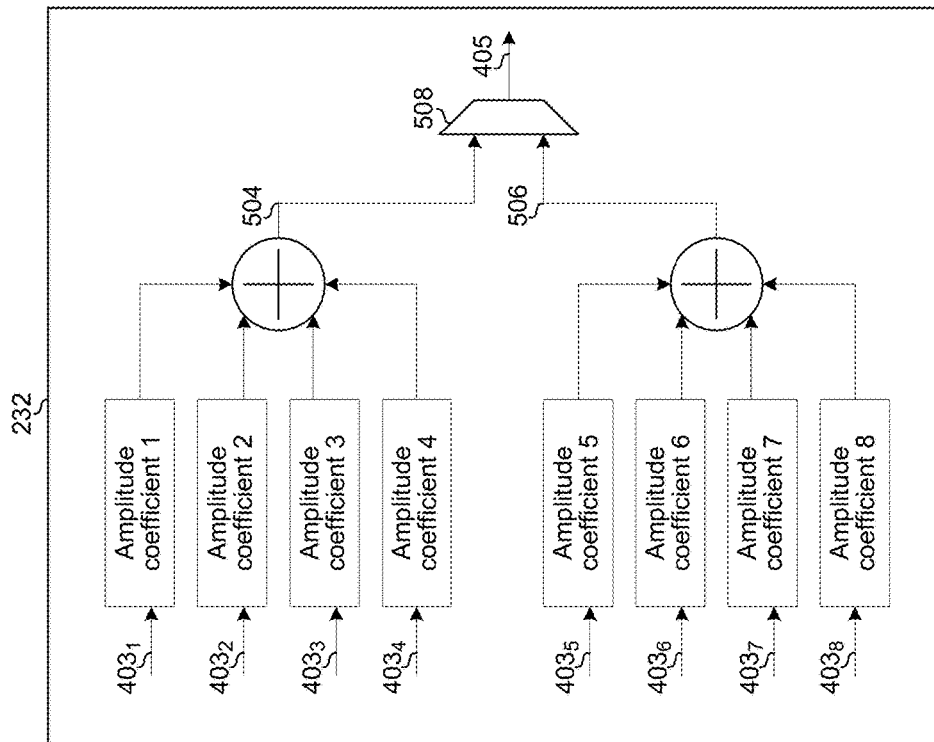 232
403₁
Amplitude
coefficient 1
403₂
Amplitude
coefficient 2
403₃
Amplitude
coefficient 3
403₄
Amplitude
coefficient 4
504
508
405
506
403₅
Amplitude
coefficient 5
403₆
Amplitude
coefficient 6
403₇
Amplitude
coefficient 7
403₈
Amplitude
coefficient 8